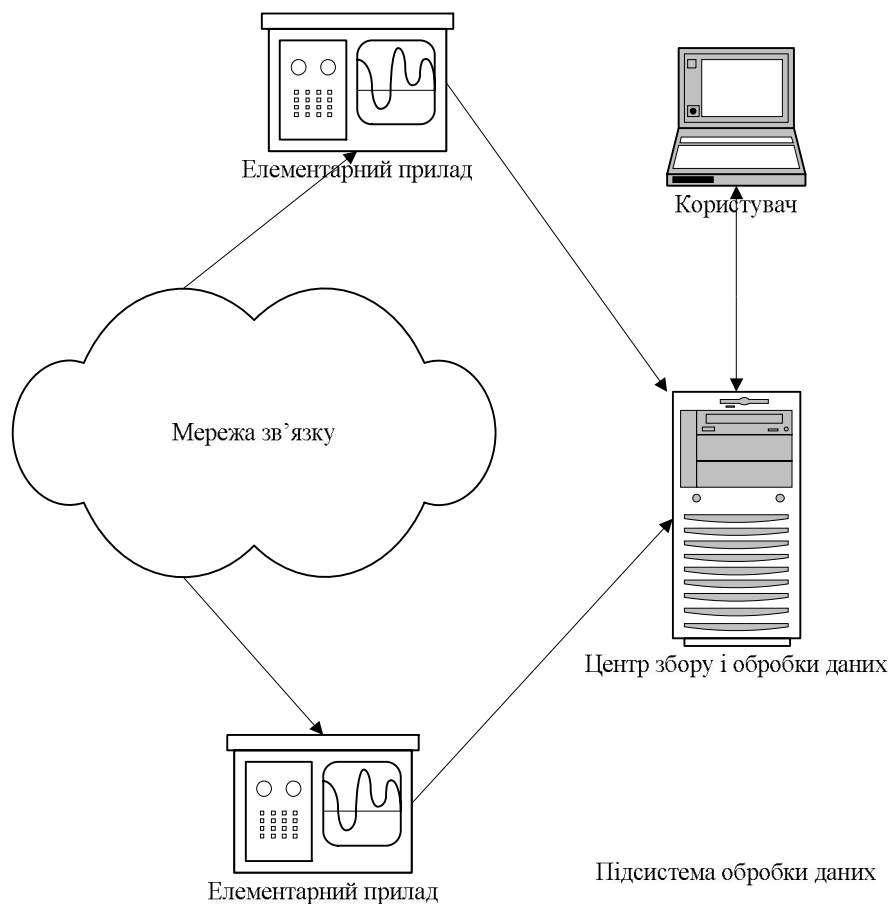 Елементарний прилад
Користувач
Мережа зв’язку
Центр збору і обробки даних
Підсистема обробки даних
Елементарний прилад